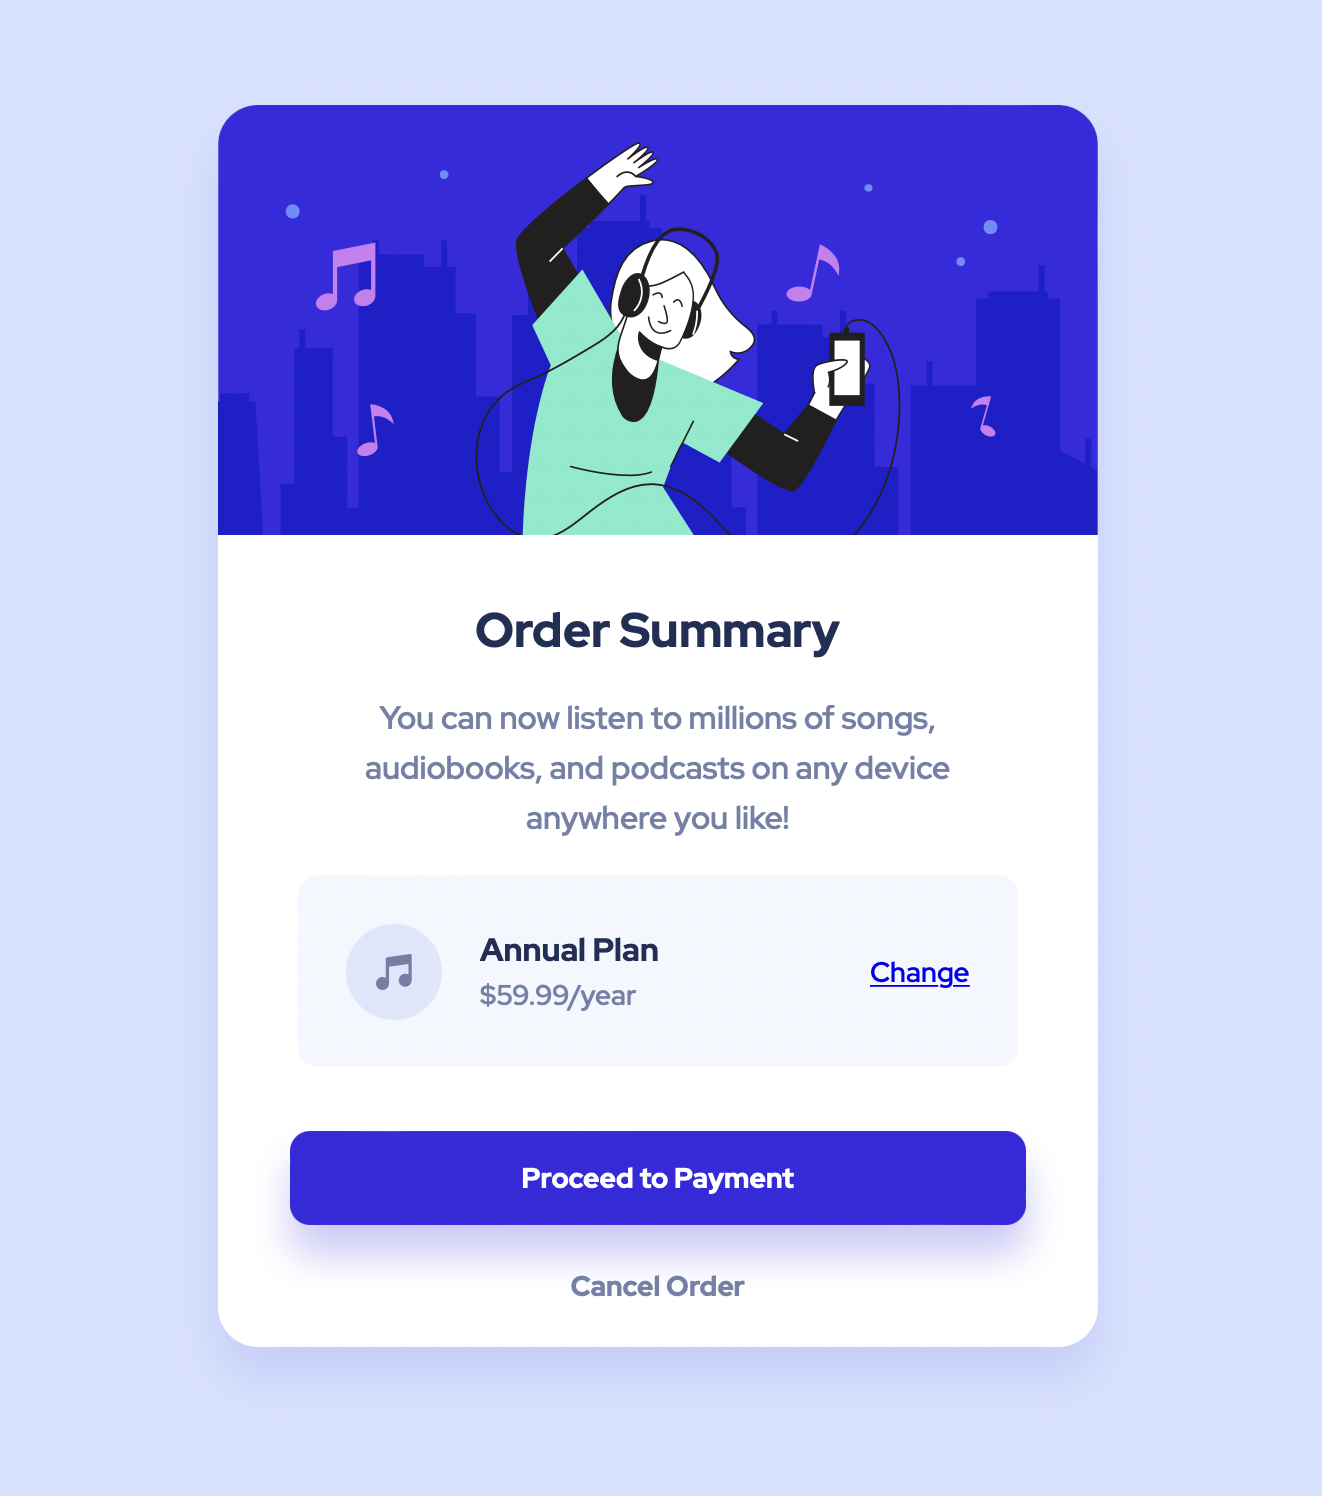 Order Summary
You can now listen to millions of songs,
audiobooks, and podcasts on any device
anywhere you like!
Annual Plan
$59.99/year
Change
Proceed to Payment
Cancel Order